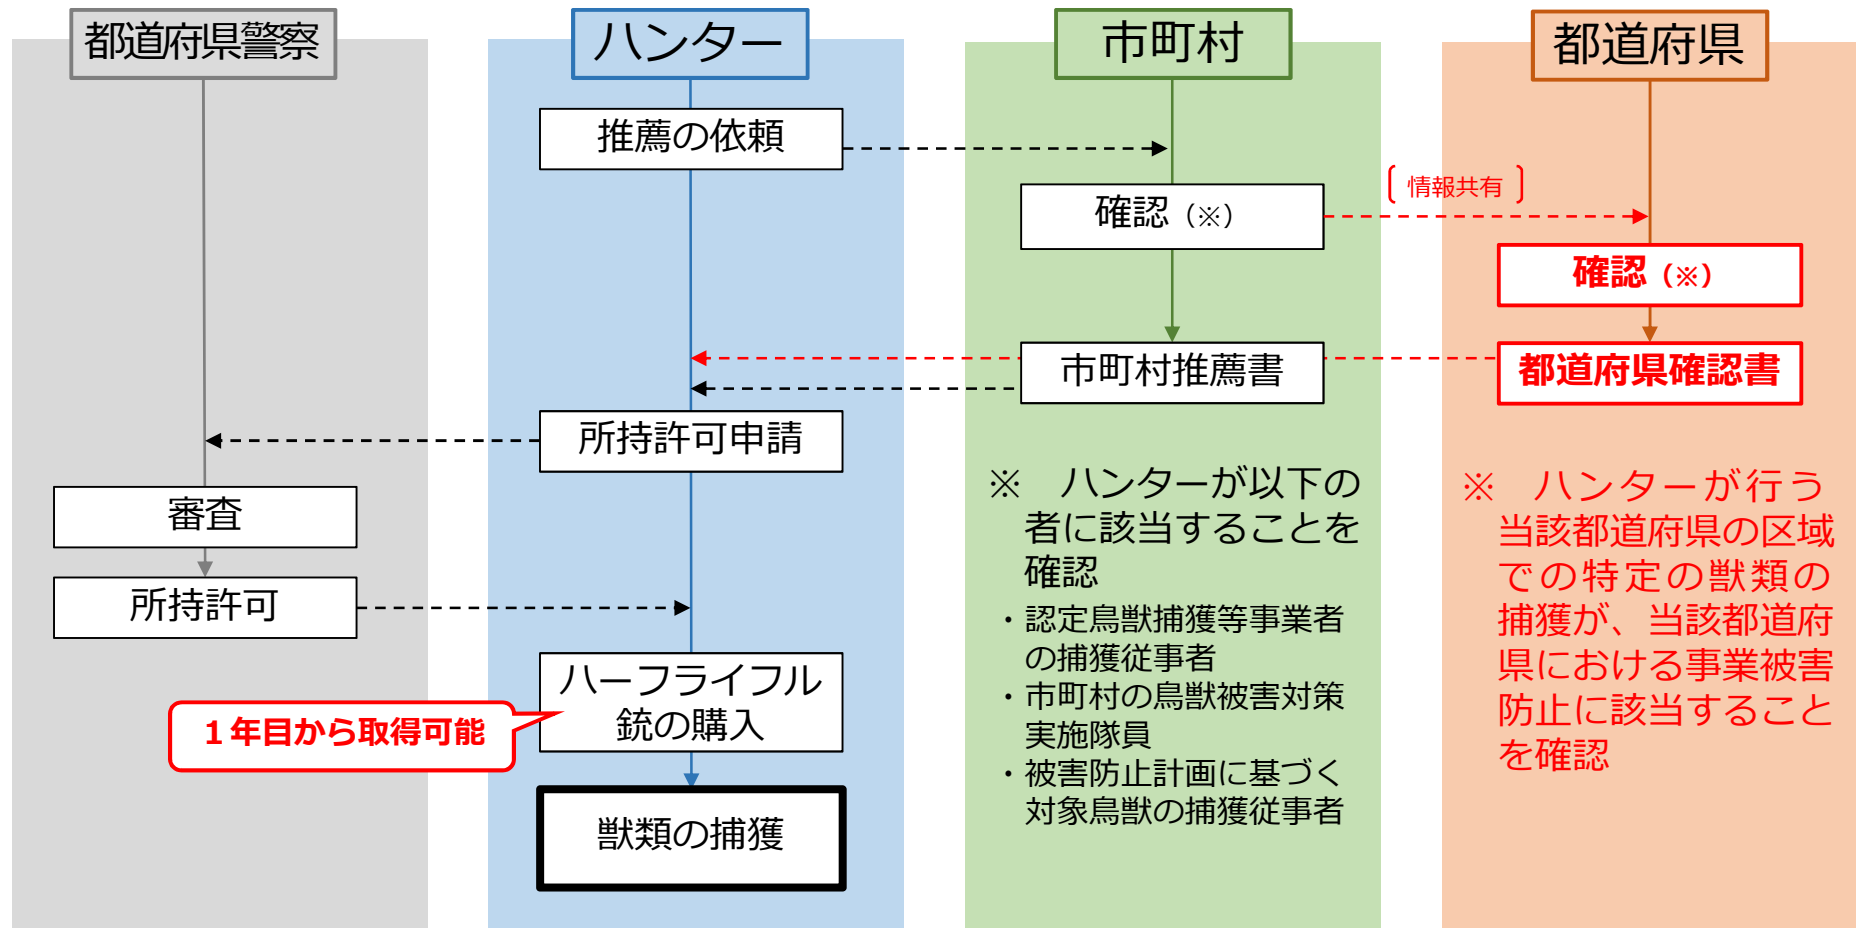 都道府県警察
ハンター
市町村
都道府県
推薦の依頼
確認（※）
〔 情報共有 〕
確認（※）
市町村推薦書
都道府県確認書
所持許可申請
審査
所持許可
ハーフライフル
銃の購入
１年目から取得可能
獣類の捕獲
※　ハンターが以下の
者に該当することを
確認
・認定鳥獣捕獲等事業者
の捕獲従事者
・市町村の鳥獣被害対策
実施隊員
・被害防止計画に基づく
対象鳥獣の捕獲従事者
※　ハンターが行う
当該都道府県の区域
での特定の獣類の
捕獲が、当該都道府
県における事業被害
防止に該当すること
を確認